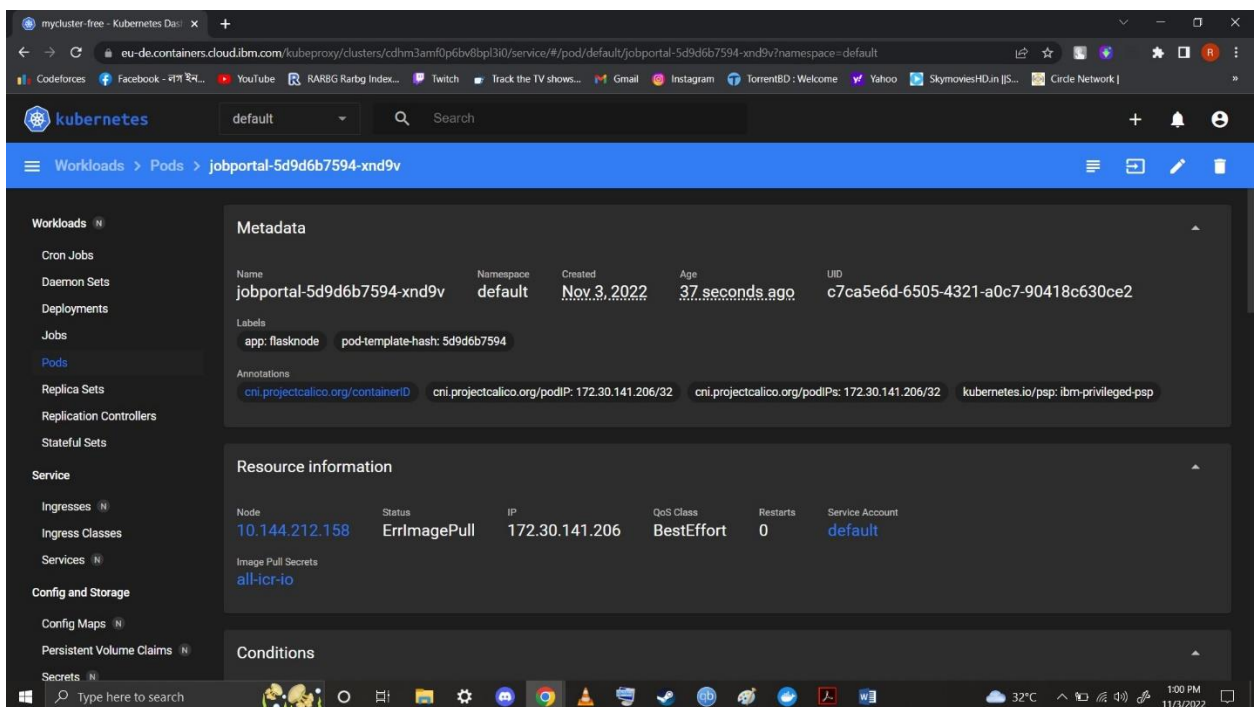 mycluster-free - Kubernetes Das
eu-de.containers.cloud.ibm.com/kubeproxy/clusters/cdhm3amf0p6bv8bpl3i0/service/#/pod/default/jobportal-5d9d6b7594-xnd9v?namespace=default
R
Codeforces Facebook - লগ ইন... YouTube RARBG Rarbg Index... Twitch Track the TV shows... Gmail Instagram TorrentBD : Welcome Yahoo SkymoviesHD.in ||S... Circle Network | »
kubernetes default Search
Workloads > Pods > jobportal-5d9d6b7594-xnd9v
Workloads N
Cron Jobs
Daemon Sets
Deployments
Jobs
Pods
Replica Sets
Replication Controllers
Stateful Sets
Service
Ingresses N
Ingress Classes
Services N
Config and Storage
Config Maps N
Persistent Volume Claims N
Secrets N
Metadata
Name Namespace Created Age UID
jobportal-5d9d6b7594-xnd9v default Nov 3, 2022 37 seconds ago c7ca5e6d-6505-4321-a0c7-90418c630ce2
Labels
app: flasknode pod-template-hash: 5d9d6b7594
Annotations
cni.projectcalico.org/containerID cni.projectcalico.org/podIP: 172.30.141.206/32 cni.projectcalico.org/podIPs: 172.30.141.206/32 kubernetes.io/psp: ibm-privileged-psp
Resource information
Node Status IP QoS Class Restarts Service Account
10.144.212.158 ErrImagePull 172.30.141.206 BestEffort 0 default
Image Pull Secrets
all-icr-io
Conditions
Type here to search 32°C 1:00 PM
11/3/2022